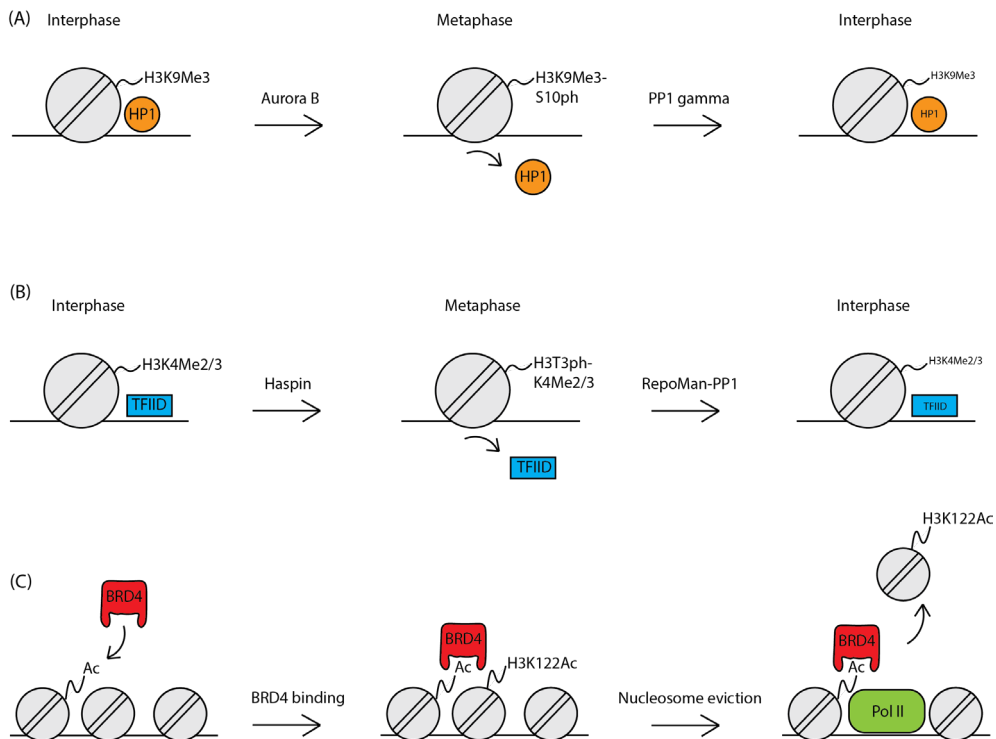 (A)
Interphase
Metaphase
Interphase
H3K9Me3
HP1
Aurora B
H3K9Me3-
S10ph
HP1
PP1 gamma
H3K9Me3
HP1
(B)
Interphase
Metaphase
Interphase
H3K4Me2/3
TFIID
Haspin
H3T3ph-
K4Me2/3
TFIID
RepoMan-PP1
H3K4Me2/3
TFIID
(C)
BRD4
Ac
BRD4 binding
BRD4
Ac
H3K122Ac
Nucleosome eviction
H3K122Ac
BRD4
Ac
Pol II